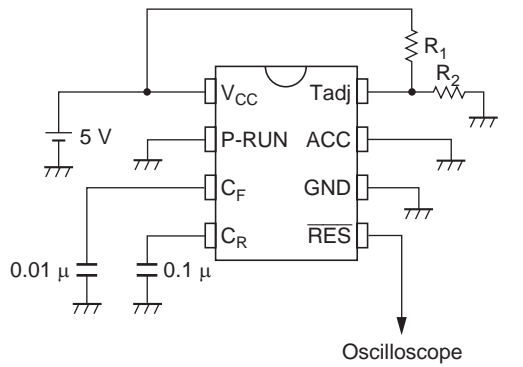 R1
R2
VCC
Tadj
5 V
P-RUN
ACC
CF
GND
CR
RES
0.01 μ
0.1 μ
Oscilloscope